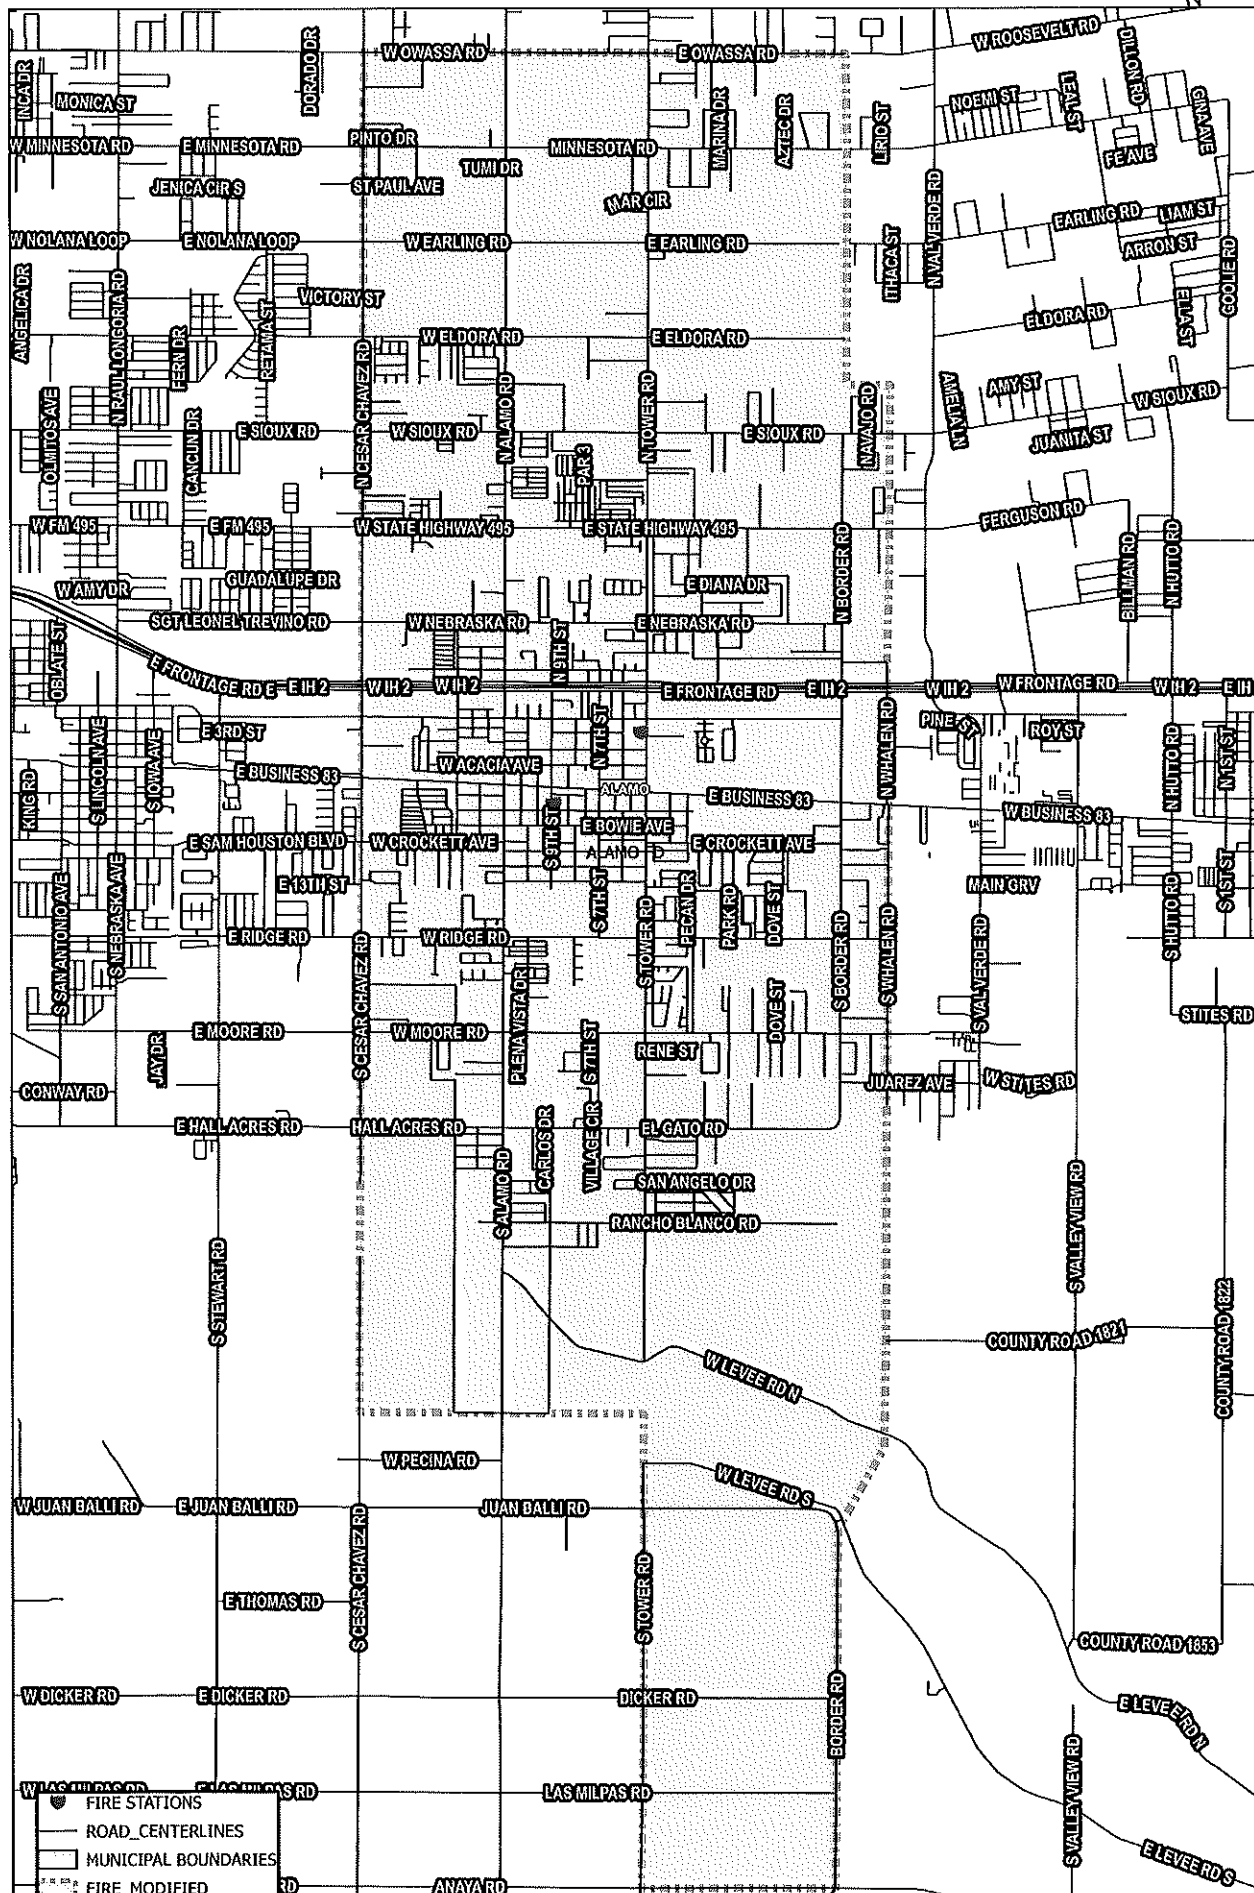 W ROOSEVELT RD
W OWASSA RD
E OWASSA RD
DORADO DR
DILLON RD
INCA DR
MONICA ST
MARINA DR
AZTEC DR
LIRIO ST
NOEMI ST
LEAL ST
GINA AVE
W MINNESOTA RD
E MINNESOTA RD
PINTO DR
MINNESOTA RD
FE AVE
TUMI DR
JENICA CIR S
ST PAUL AVE
MAR CIR
N VAL VERDE RD
EARLING RD
LIAM ST
W NOLANA LOOP
E NOLANA LOOP
W EARLING RD
E EARLING RD
ITHACA ST
ARRON ST
GOOLIE RD
ANGELICA DR
N RAUL LONGORIA RD
VICTORY ST
ELDORA RD
ELLA ST
FERN DR
RETAMA ST
W ELDORA RD
E ELDORA RD
N CESAR CHAVEZ RD
N ALAMO RD
N TOWER RD
NAVAJO RD
AMELIA LN
AMY ST
W SIOUX RD
OLMITOS AVE
CANCUN DR
E SIOUX RD
W SIOUX RD
PAR 3
E SIOUX RD
JUANITA ST
W FM 495
E FM 495
W STATE HIGHWAY 495
E STATE HIGHWAY 495
FERGUSON RD
N BORDER RD
BILLMAN RD
N HUTTO RD
W AMY DR
GUADALUPE DR
E DIANA DR
SGT LEONEL TREVINO RD
W NEBRASKA RD
N 9TH ST
E NEBRASKA RD
OBLATE ST
E FRONTAGE RD E
E IH 2
W IH 2
W IH 2
E FRONTAGE RD
E IH 2
W IH 2
W FRONTAGE RD
W IH 2
E IH
E 3RD ST
N 7TH ST
N WHALEN RD
PINE ST
ROY ST
N HUTTO RD
N 1ST ST
KING RD
S LINCOLN AVE
S IOWA AVE
E BUSINESS 83
W ACACIA AVE
ALAMO
E BUSINESS 83
W BUSINESS 83
E SAM HOUSTON BLVD
W CROCKETT AVE
S 9TH ST
E BOWIE AVE
E CROCKETT AVE
E 13TH ST
S 7TH ST
PECAN DR
PARK RD
DOVE ST
MAIN GRV
S SAN ANTONIO AVE
S NEBRASKA AVE
S HUTTO RD
S 1ST ST
E RIDGE RD
W RIDGE RD
S TOWER RD
S BORDER RD
S WHALEN RD
S VAL VERDE RD
S CESAR CHAVEZ RD
PLENA VISTA DR
E MOORE RD
W MOORE RD
S 7TH ST
RENE ST
DOVE ST
STITES RD
JAY DR
CONWAY RD
JUAREZ AVE
W STITES RD
E HALL ACRES RD
HALL ACRES RD
CARLOS DR
VILLAGE CIR
EL GATO RD
S ALAMO RD
SAN ANGELO DR
RANCHO BLANCO RD
S STEWART RD
S VALLEY VIEW RD
COUNTY ROAD 1822
COUNTY ROAD 1821
W LEVEE RD N
W PECINA RD
W LEVEE RD S
W JUAN BALLI RD
E JUAN BALLI RD
JUAN BALLI RD
S CESAR CHAVEZ RD
S TOWER RD
E THOMAS RD
COUNTY ROAD 1853
W DICKER RD
E DICKER RD
DICKER RD
BORDER RD
E LEVEE RD N
S VALLEY VIEW RD
W LAS MILPAS RD
E LAS MILPAS RD
LAS MILPAS RD
E LEVEE RD S
FIRE STATIONS
ROAD_CENTERLINES
MUNICIPAL BOUNDARIES
FIRE_MODIFIED
RD
ANAYA RD